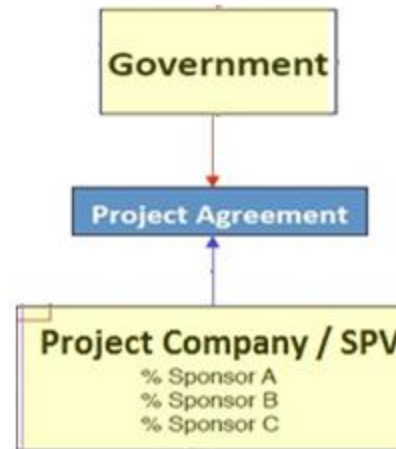 Government
Project Agreement
Project Company / SPV
% Sponsor A
% Sponsor B
% Sponsor C